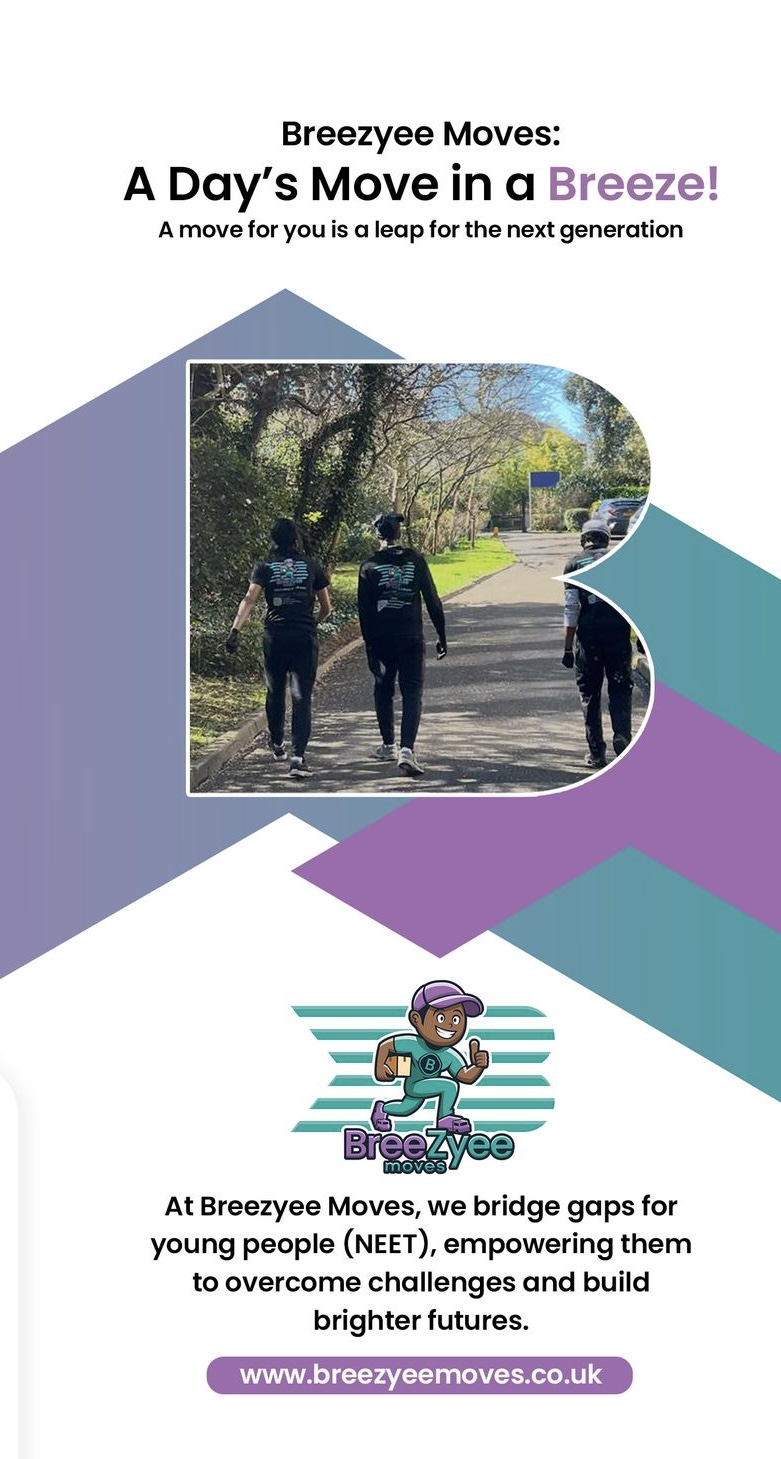 Breezyee Moves:
A Day’s Move in a Breeze!
A move for you is a leap for the next generation
B
BreeZyee
moves
At Breezyee Moves, we bridge gaps for
young people (NEET), empowering them
to overcome challenges and build
brighter futures.
www.breezyeemoves.co.uk